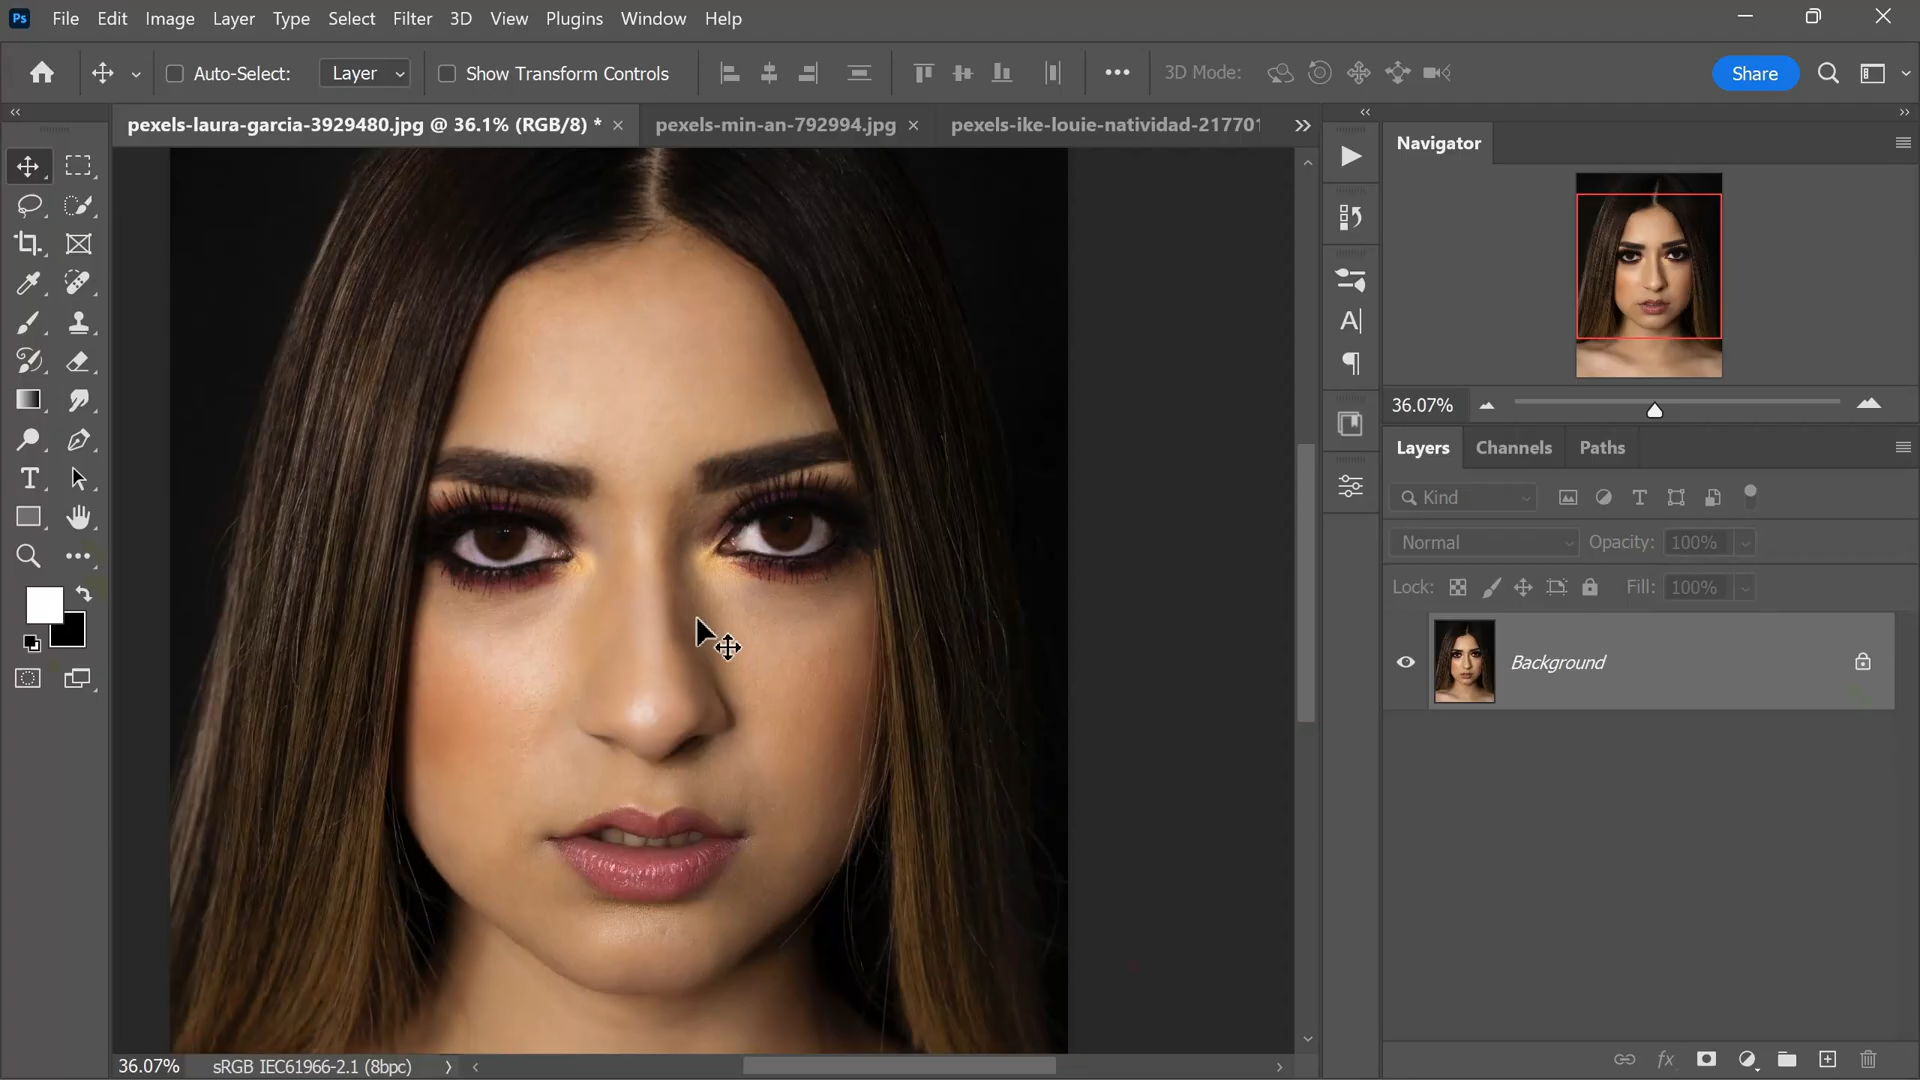 Ps File Edit Image Layer Type Select Filter 3D View Plugins Window Help
Auto-Select: Layer Show Transform Controls 3D Mode: Share
pexels-laura-garcia-3929480.jpg @ 36.1% (RGB/8) * pexels-min-an-792994.jpg pexels-ike-louie-natividad-217701
Navigator
36.07%
Layers Channels Paths
Kind
Normal Opacity: 100%
Lock: Fill: 100%
Background
36.07% sRGB IEC61966-2.1 (8bpc)